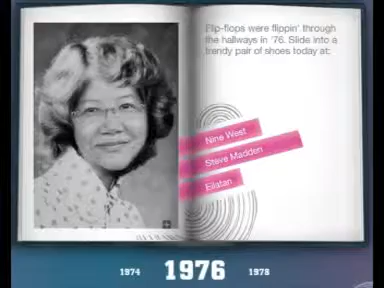 Flip-flops were flippin' through
the hallways in '76. Slide into a
trendy pair of shoes today at:
Nine West
Steve Madden
Eilatan
1974 1976 1978